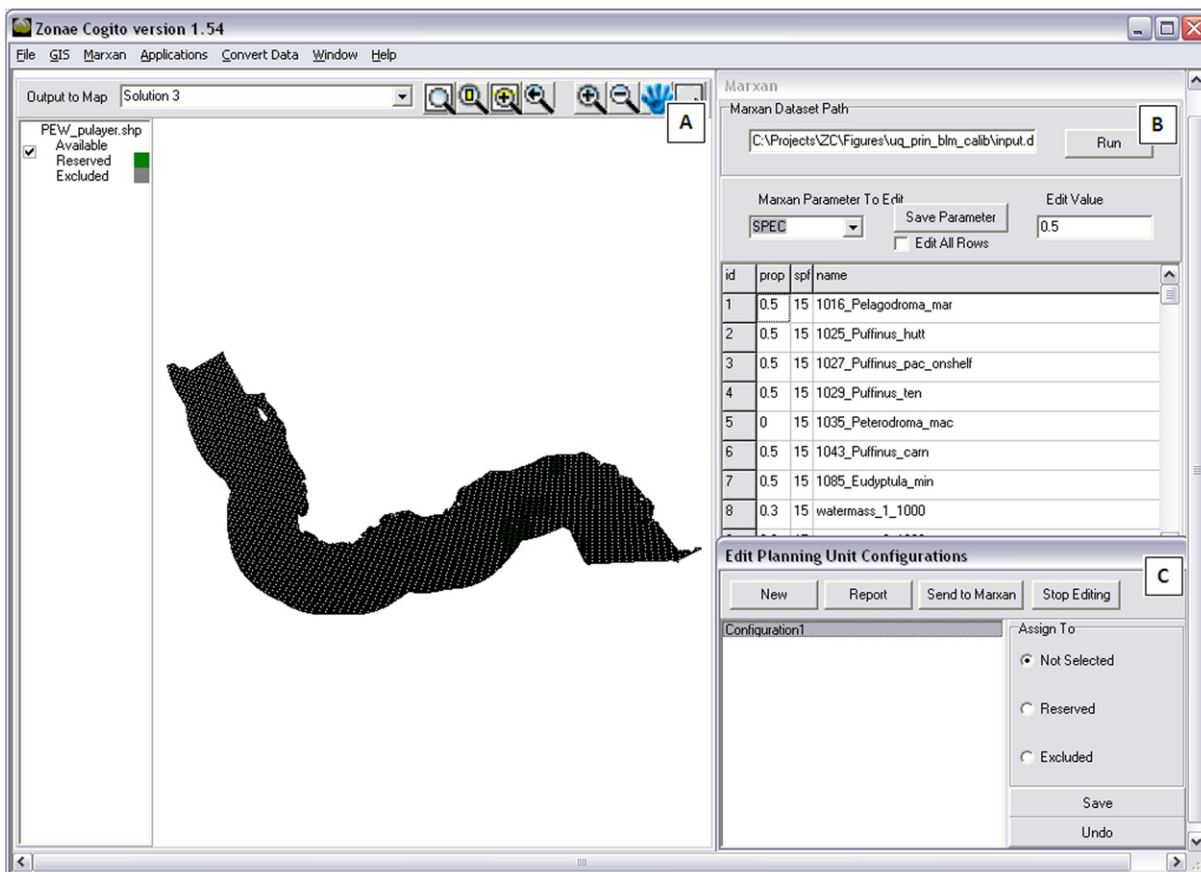 Zonae Cogito version 1.54
File GIS Marxan Applications Convert Data Window Help
Output to Map Solution 3
A
PEW_pulayer.shp
Available
Reserved
Excluded
Marxan
Marxan Dataset Path
B
C:\Projects\ZC\Figures\uq_prin_blm_calib\input.d
Run
Marxan Parameter To Edit
Edit Value
SPEC
Save Parameter
0.5
Edit All Rows
id prop spf name
1 0.5 15 1016_Pelagodroma_mar
2 0.5 15 1025_Puffinus_hutt
3 0.5 15 1027_Puffinus_pac_onshelf
4 0.5 15 1029_Puffinus_ten
5 0 15 1035_Peterodroma_mac
6 0.5 15 1043_Puffinus_carn
7 0.5 15 1085_Eudyptula_min
8 0.3 15 watermass_1_1000
Edit Planning Unit Configurations
C
New Report Send to Marxan Stop Editing
Configuration1
Assign To
Not Selected
Reserved
Excluded
Save
Undo